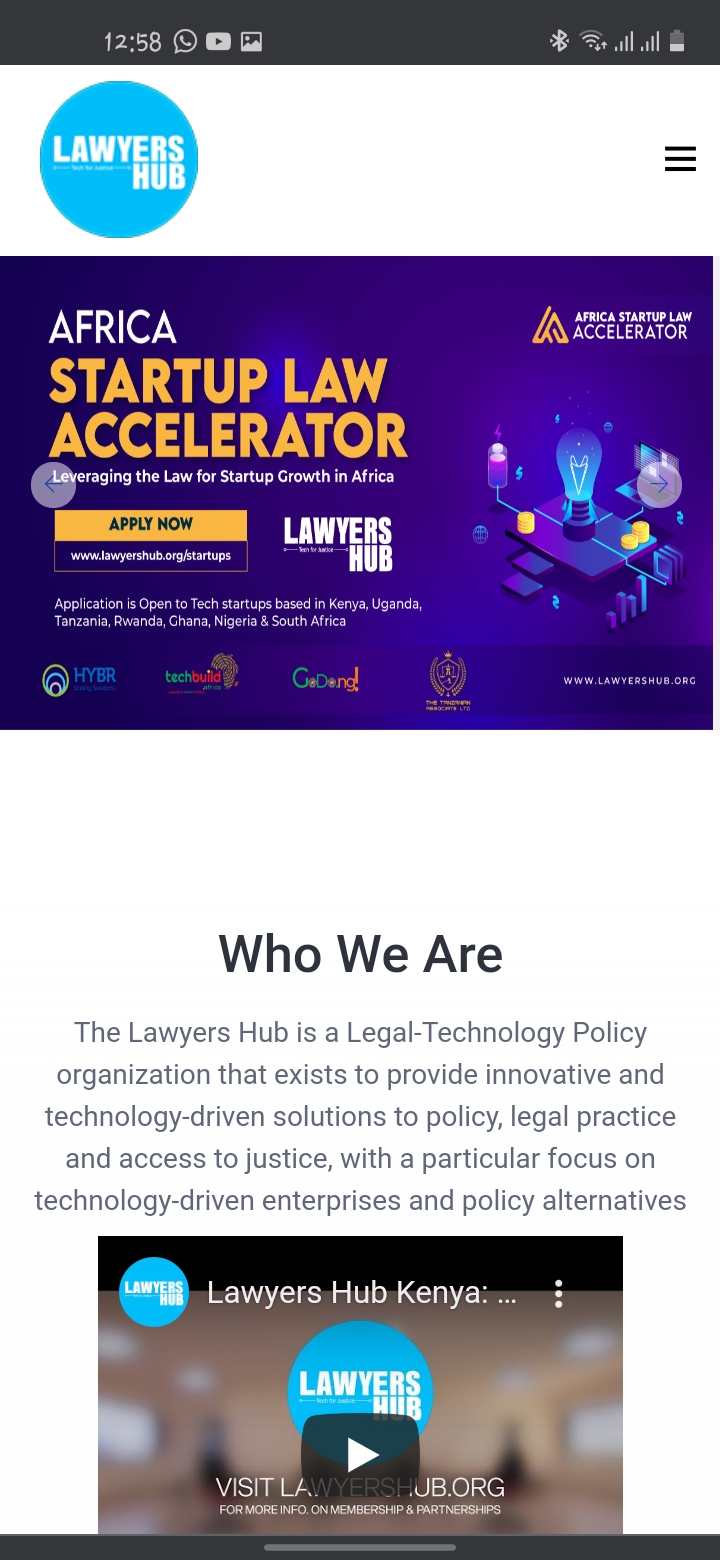 12:58
LAWYERS
Tech for Justice
HUB
AFRICA
STARTUP LAW
ACCELERATOR
Leveraging the Law for Startup Growth in Africa
AFRICA STARTUP LAW
ACCELERATOR
APPLY NOW
www.lawyershub.org/startups
LAWYERS
Tech for Justice
HUB
Application is Open to Tech startups based in Kenya, Uganda,
Tanzania, Rwanda, Ghana, Nigeria & South Africa
HYBR
Scaling Solutions
techbuild
africa
GoDo.ng!
THE TANZANIAN
ASSOCIATE LTD
WWW.LAWYERSHUB.ORG
Who We Are
The Lawyers Hub is a Legal-Technology Policy
organization that exists to provide innovative and
technology-driven solutions to policy, legal practice
and access to justice, with a particular focus on
technology-driven enterprises and policy alternatives
LAWYERS
HUB
Lawyers Hub Kenya: ...
LAWYERS
Tech for Justice
HUB
VISIT LAWYERSHUB.ORG
FOR MORE INFO. ON MEMBERSHIP & PARTNERSHIPS